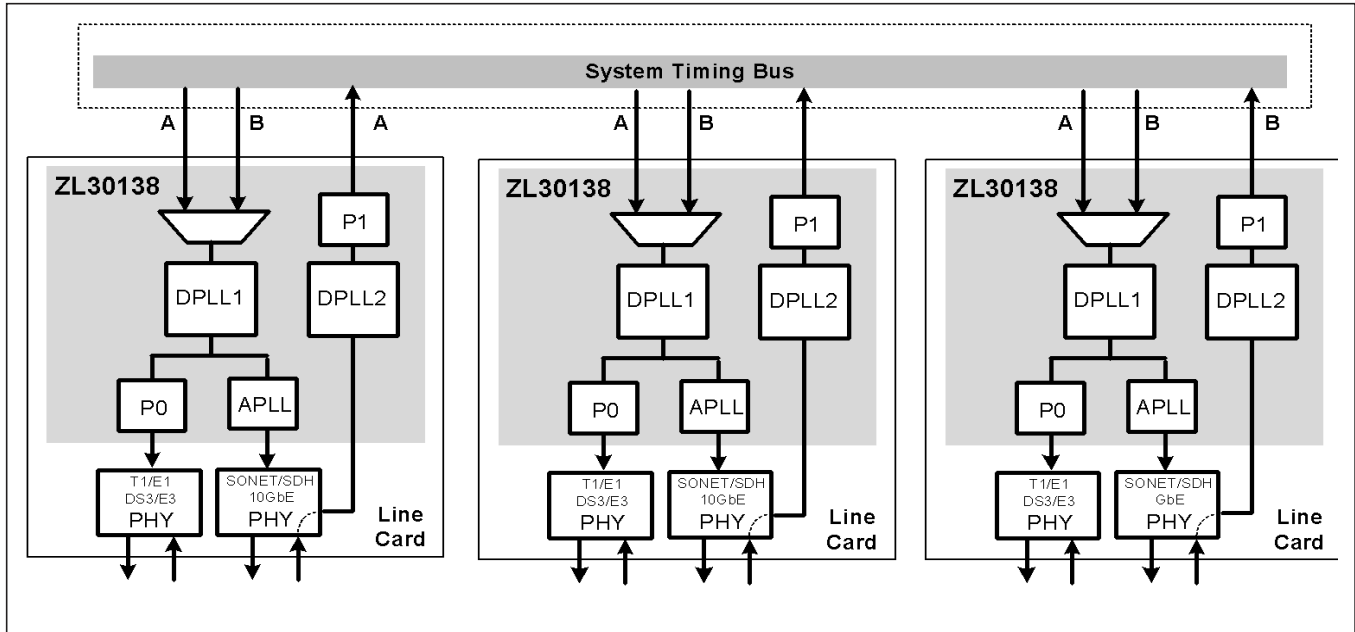 System Timing Bus
A B A
A B
A B B
ZL30138
P1
DPLL1
DPLL2
P0
APLL
T1/E1
DS3/E3
PHY
SONET/SDH
10GbE
PHY
Line
Card
ZL30138
P1
DPLL1
DPLL2
P0
APLL
T1/E1
DS3/E3
PHY
SONET/SDH
10GbE
PHY
Line
Card
ZL30138
P1
DPLL1
DPLL2
P0
APLL
T1/E1
DS3/E3
PHY
SONET/SDH
GbE
PHY
Line
Card